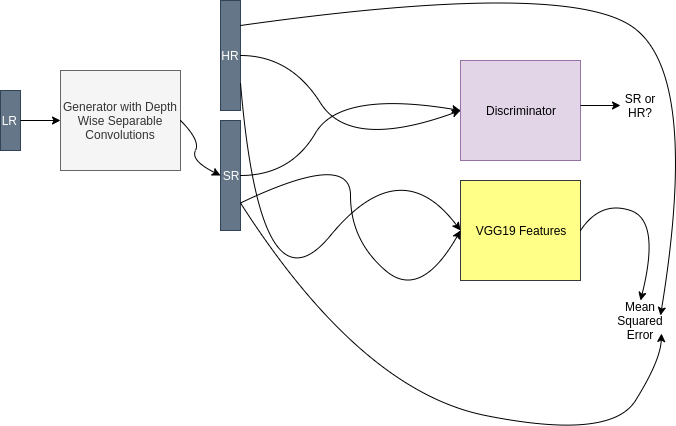 LR
Generator with Depth
Wise Separable
Convolutions
HR
SR
Discriminator
SR or
HR?
VGG19 Features
Mean
Squared
Error